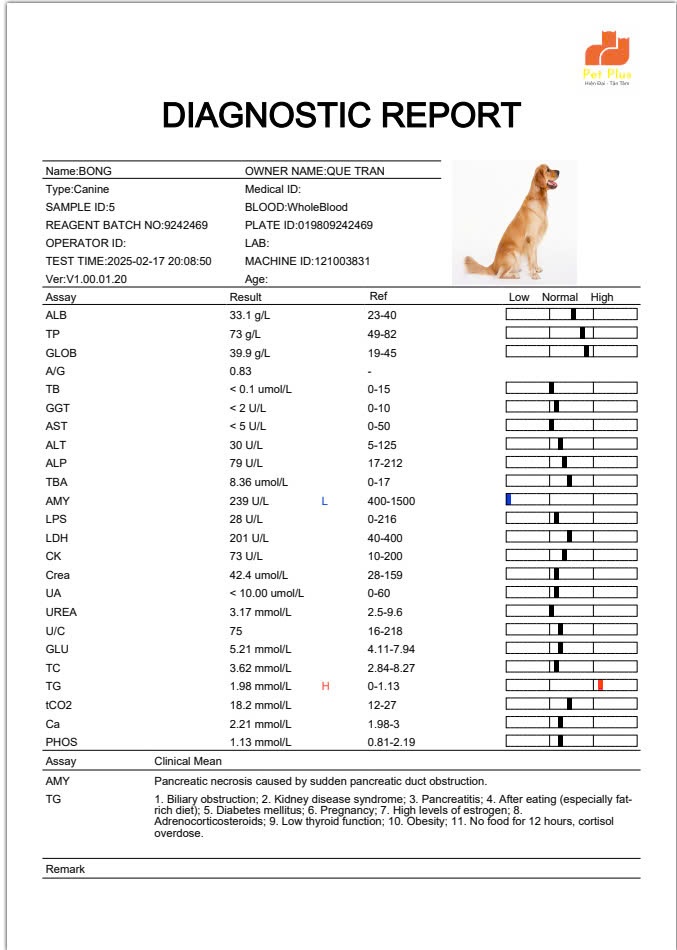 Pet Plus
Hiện Đại - Tận Tâm
DIAGNOSTIC REPORT
Name:BONG OWNER NAME:QUE TRAN
Type:Canine Medical ID:
SAMPLE ID:5 BLOOD:WholeBlood
REAGENT BATCH NO:9242469 PLATE ID:019809242469
OPERATOR ID: LAB:
TEST TIME:2025-02-17 20:08:50 MACHINE ID:121003831
Ver:V1.00.01.20 Age:
Assay Result Ref Low Normal High
ALB 33.1 g/L 23-40
TP 73 g/L 49-82
GLOB 39.9 g/L 19-45
A/G 0.83 -
TB < 0.1 umol/L 0-15
GGT < 2 U/L 0-10
AST < 5 U/L 0-50
ALT 30 U/L 5-125
ALP 79 U/L 17-212
TBA 8.36 umol/L 0-17
AMY 239 U/L L 400-1500
LPS 28 U/L 0-216
LDH 201 U/L 40-400
CK 73 U/L 10-200
Crea 42.4 umol/L 28-159
UA < 10.00 umol/L 0-60
UREA 3.17 mmol/L 2.5-9.6
U/C 75 16-218
GLU 5.21 mmol/L 4.11-7.94
TC 3.62 mmol/L 2.84-8.27
TG 1.98 mmol/L H 0-1.13
tCO2 18.2 mmol/L 12-27
Ca 2.21 mmol/L 1.98-3
PHOS 1.13 mmol/L 0.81-2.19
Assay Clinical Mean
AMY Pancreatic necrosis caused by sudden pancreatic duct obstruction.
TG 1. Biliary obstruction; 2. Kidney disease syndrome; 3. Pancreatitis; 4. After eating (especially fat-
rich diet); 5. Diabetes mellitus; 6. Pregnancy; 7. High levels of estrogen; 8.
Adrenocorticosteroids; 9. Low thyroid function; 10. Obesity; 11. No food for 12 hours, cortisol
overdose.
Remark